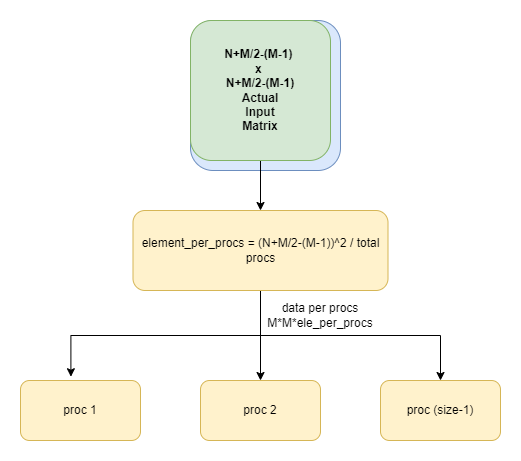 N+M/2-(M-1)
x
N+M/2-(M-1)
Actual
Input
Matrix
element_per_procs = (N+M/2-(M-1))^2 / total
procs
data per procs
M*M*ele_per_procs
proc 1
proc 2
proc (size-1)